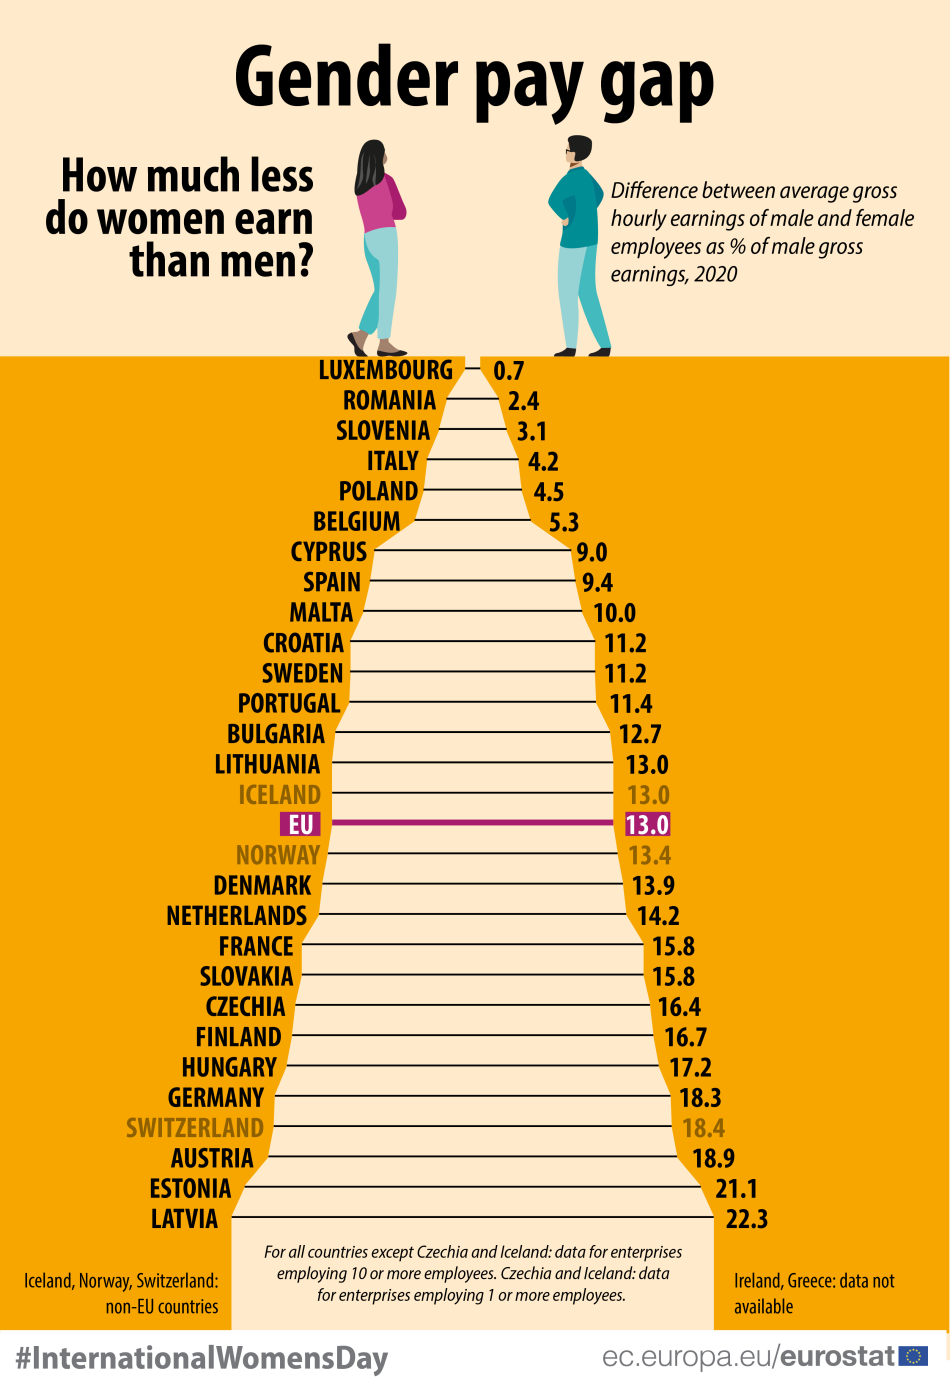 Gender pay gap
How much less
do women earn
than men?
Difference between average gross
hourly earnings of male and female
employees as % of male gross
earnings, 2020
LUXEMBOURG 0.7
ROMANIA 2.4
SLOVENIA 3.1
ITALY 4.2
POLAND 4.5
BELGIUM 5.3
CYPRUS 9.0
SPAIN 9.4
MALTA 10.0
CROATIA 11.2
SWEDEN 11.2
PORTUGAL 11.4
BULGARIA 12.7
LITHUANIA 13.0
ICELAND 13.0
EU 13.0
NORWAY 13.4
DENMARK 13.9
NETHERLANDS 14.2
FRANCE 15.8
SLOVAKIA 15.8
CZECHIA 16.4
FINLAND 16.7
HUNGARY 17.2
GERMANY 18.3
SWITZERLAND 18.4
AUSTRIA 18.9
ESTONIA 21.1
LATVIA 22.3
For all countries except Czechia and Iceland: data for enterprises
employing 10 or more employees. Czechia and Iceland: data
for enterprises employing 1 or more employees.
Iceland, Norway, Switzerland:
non-EU countries
Ireland, Greece: data not
available
#InternationalWomensDay
ec.europa.eu/eurostat